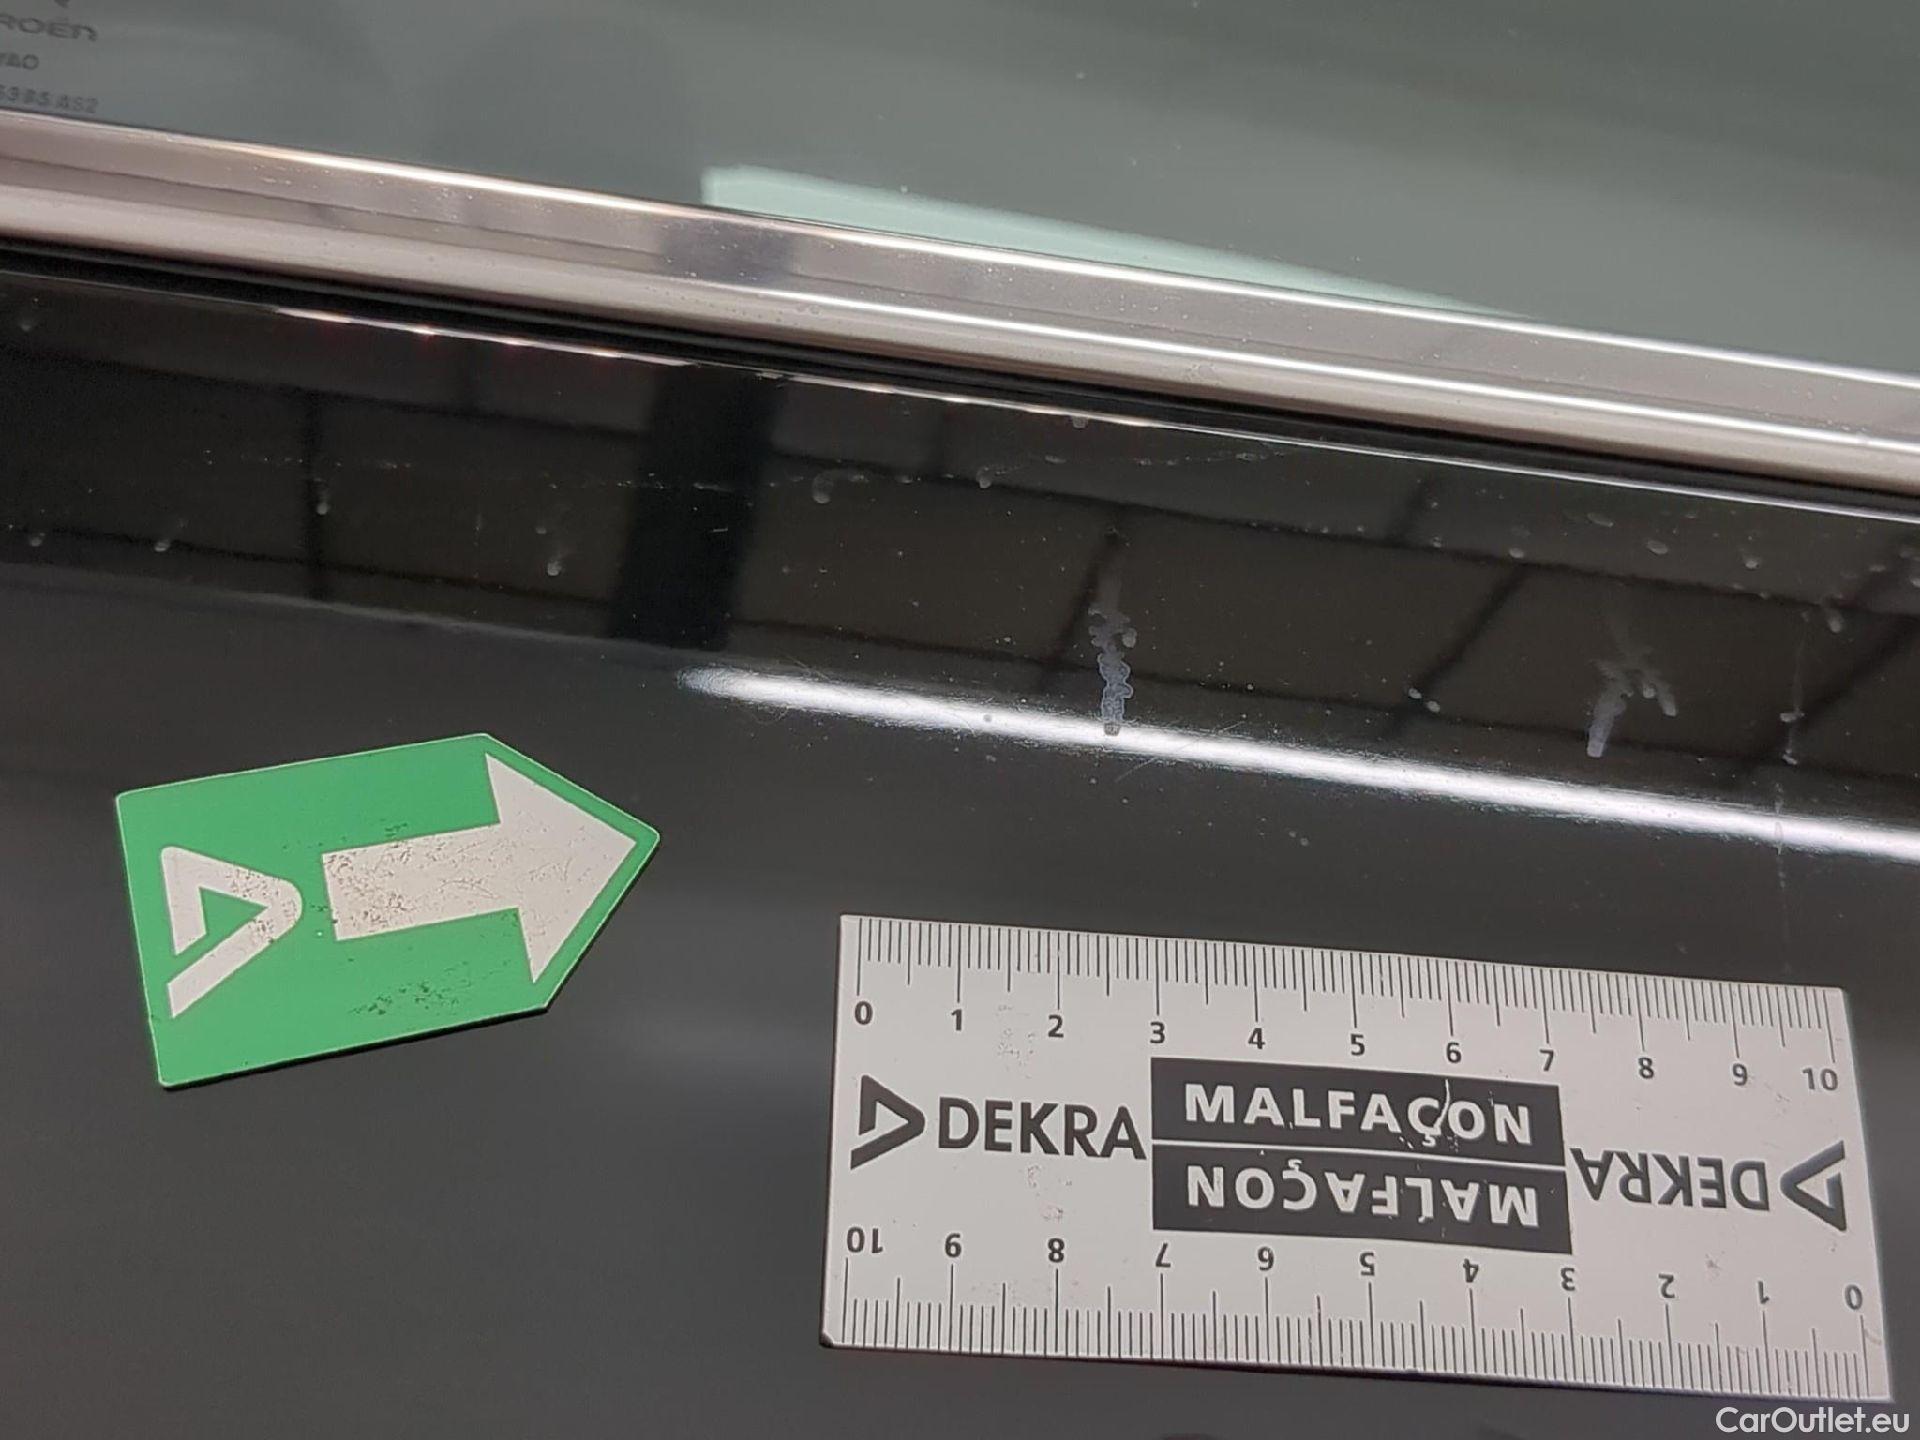 0 1 2 3 4 5 6 7 8 9 10
DEKRA MALFAÇON
MALFAÇON DEKRA
10 9 8 7 6 5 4 3 2 1 0
CarOutlet.eu